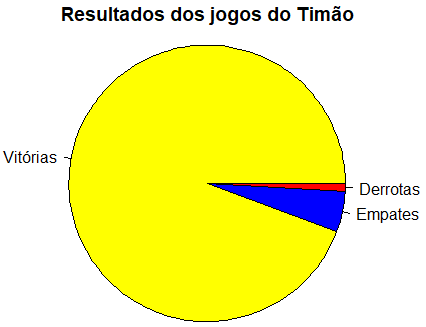 Resultados dos jogos do Timão
Vitórias
Derrotas
Empates